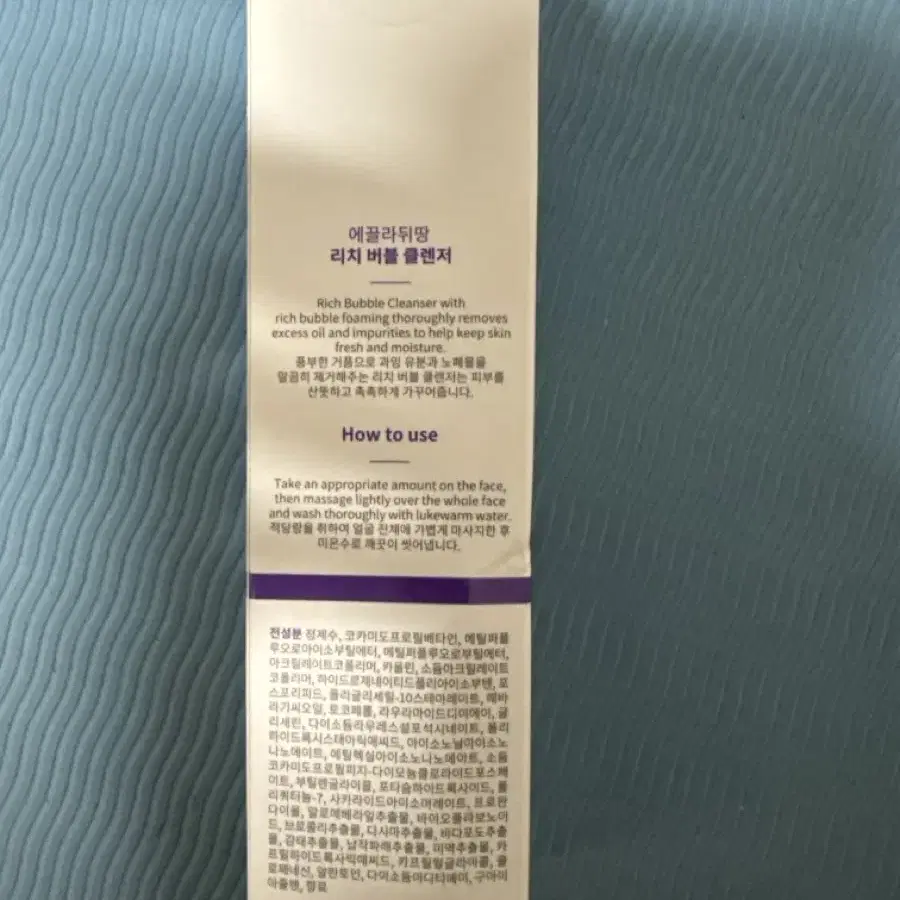 에끌라뒤땅
리치 버블 클렌저
Rich Bubble Cleanser with
rich bubble foaming thoroughly removes
excess oil and impurities to help keep skin
fresh and moisture.
풍부한 거품으로 과잉 유분과 노폐물을
말끔히 제거해주는 리치 버블 클렌저는 피부를
산뜻하고 촉촉하게 가꾸어줍니다.
How to use
Take an appropriate amount on the face,
then massage lightly over the whole face
and wash thoroughly with lukewarm water.
적당량을 취하여 얼굴 전체에 가볍게 마사지한 후
미온수로 깨끗이 씻어냅니다.
전성분 정제수, 코카미도프로필베타인, 메틸퍼플
루오로아이소부틸에터, 메틸퍼플루오로부틸에터,
아크릴레이트코폴리머, 카올린, 소듐아크릴레이트
코폴리머, 하이드로제네이티드폴리아이소부텐, 포
스포리피드, 폴리글리세릴-10스테아레이트, 해바
라기씨오일, 토코페롤, 라우라마이드디이에이, 글
리세린, 다이소듐라우레스설포석시네이트, 폴리
하이드록시스테아릭애씨드, 아이소노닐아이소노
나노에이트, 에틸헥실아이소노나노에이트, 소듐
코카미도프로필피지-다이모늄클로라이드포스페
이트, 부틸렌글라이콜, 포타슘하이드록사이드, 폴
리쿼터늄-7, 사카라이드아이소머레이트, 프로판
다이올, 알로에베라잎추출물, 바이오플라보노이
드, 브로콜리추출물, 다시마추출물, 바다포도추출
물, 감태추출물, 납작파래추출물, 미역추출물, 카
프릴하이드록사믹애씨드, 카프릴릴글라이콜, 클
로페네신, 알란토인, 다이소듐이디티에이, 구아이
아줄렌, 향료